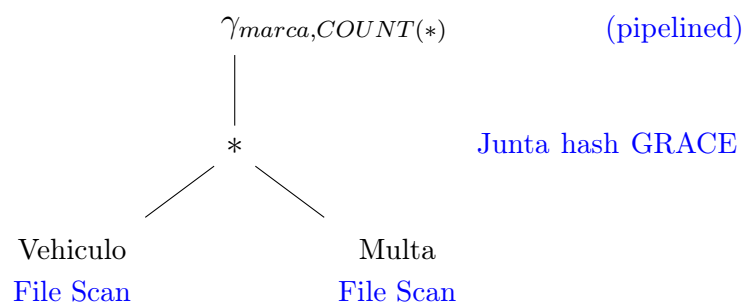 γmarca,COUNT(*) (pipelined)
* Junta hash GRACE
Vehiculo Multa
File Scan File Scan